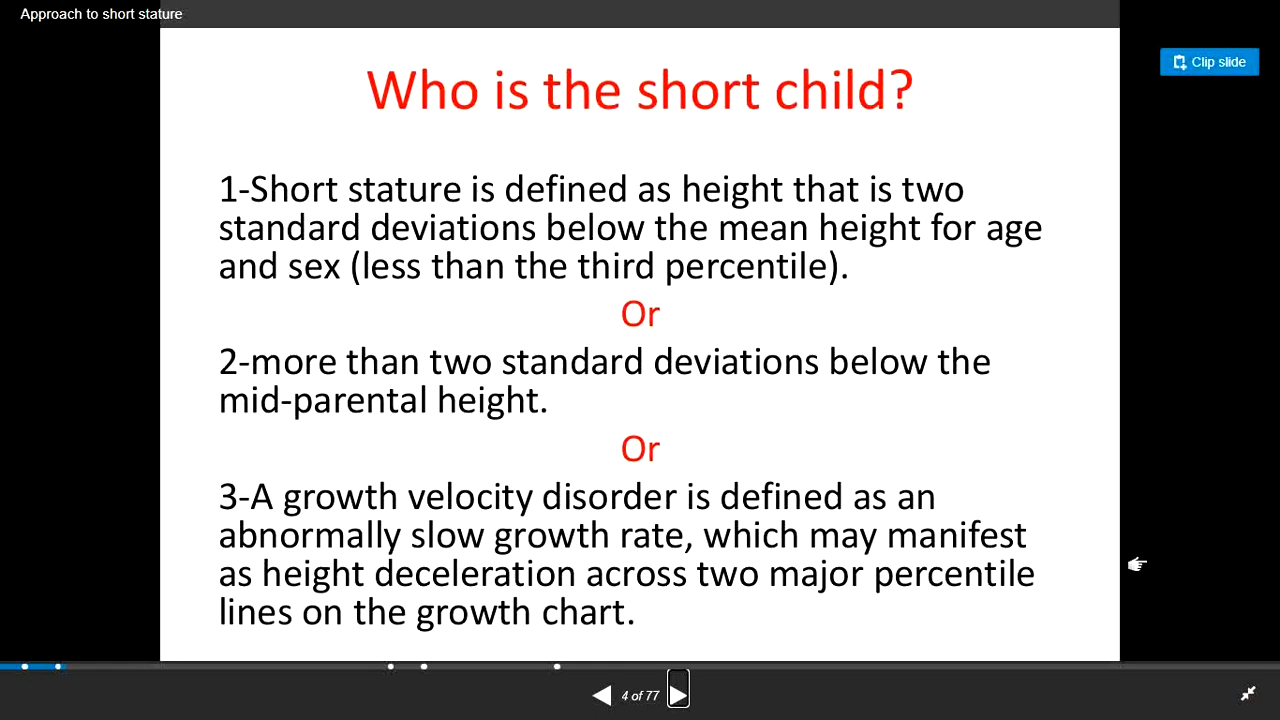 Approach to short stature
Clip slide
Who is the short child?
1-Short stature is defined as height that is two
standard deviations below the mean height for age
and sex (less than the third percentile).
Or
2-more than two standard deviations below the
mid-parental height.
Or
3-A growth velocity disorder is defined as an
abnormally slow growth rate, which may manifest
as height deceleration across two major percentile
lines on the growth chart.
4 of 77